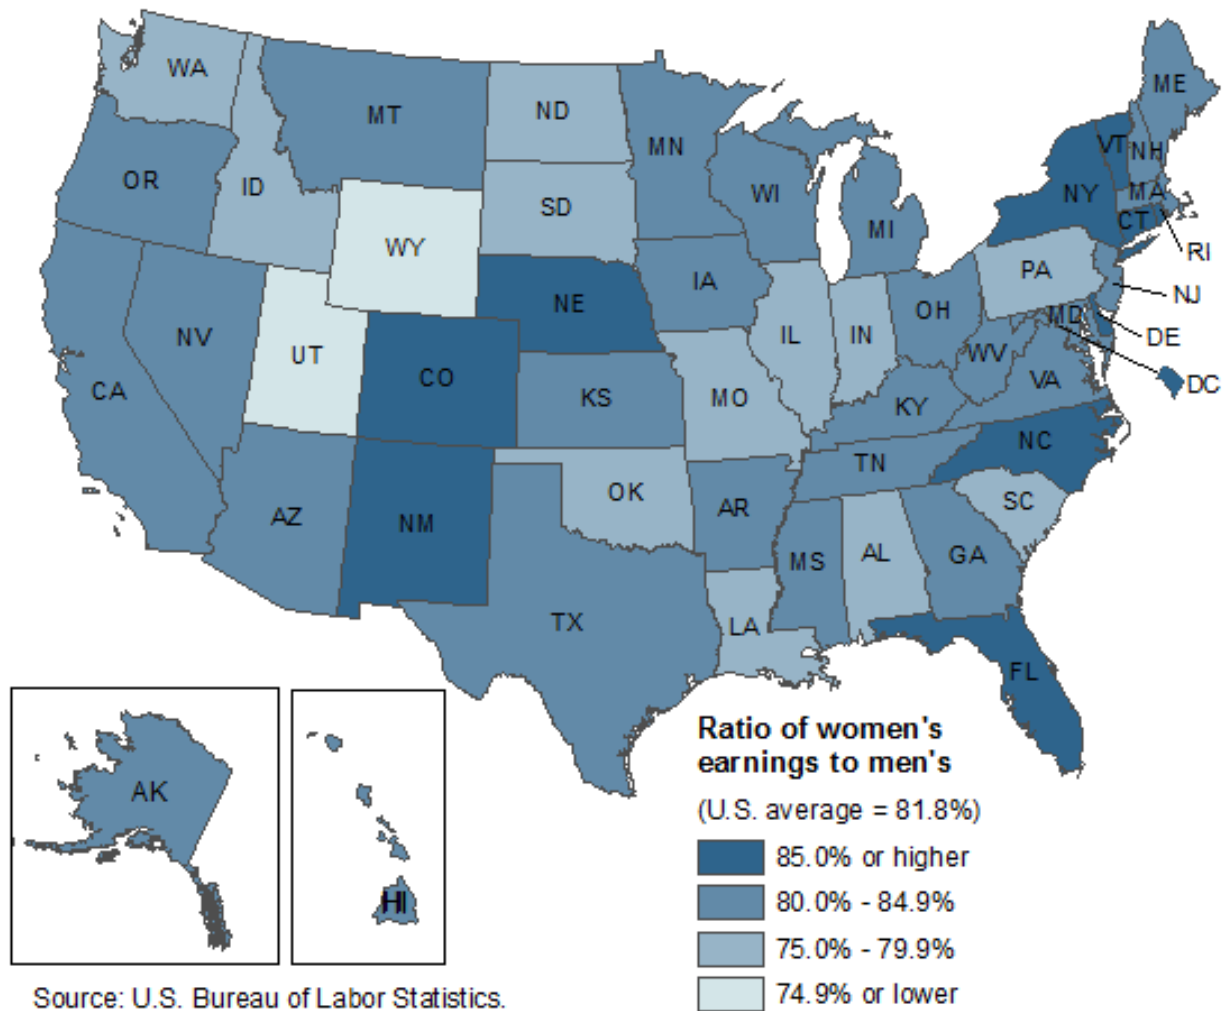 WA
MT
ND
MN
ME
VT
NH
OR
ID
SD
WI
NY
MA
MI
CT
WY
RI
PA
IA
NE
NJ
OH
MD
IL
IN
DE
NV
UT
WV
CO
VA
DC
CA
KS
MO
KY
NC
TN
OK
SC
AR
AZ
NM
AL
GA
MS
TX
LA
FL
AK
HI
Ratio of women's
earnings to men's
(U.S. average = 81.8%)
85.0% or higher
80.0% - 84.9%
75.0% - 79.9%
74.9% or lower
Source: U.S. Bureau of Labor Statistics.